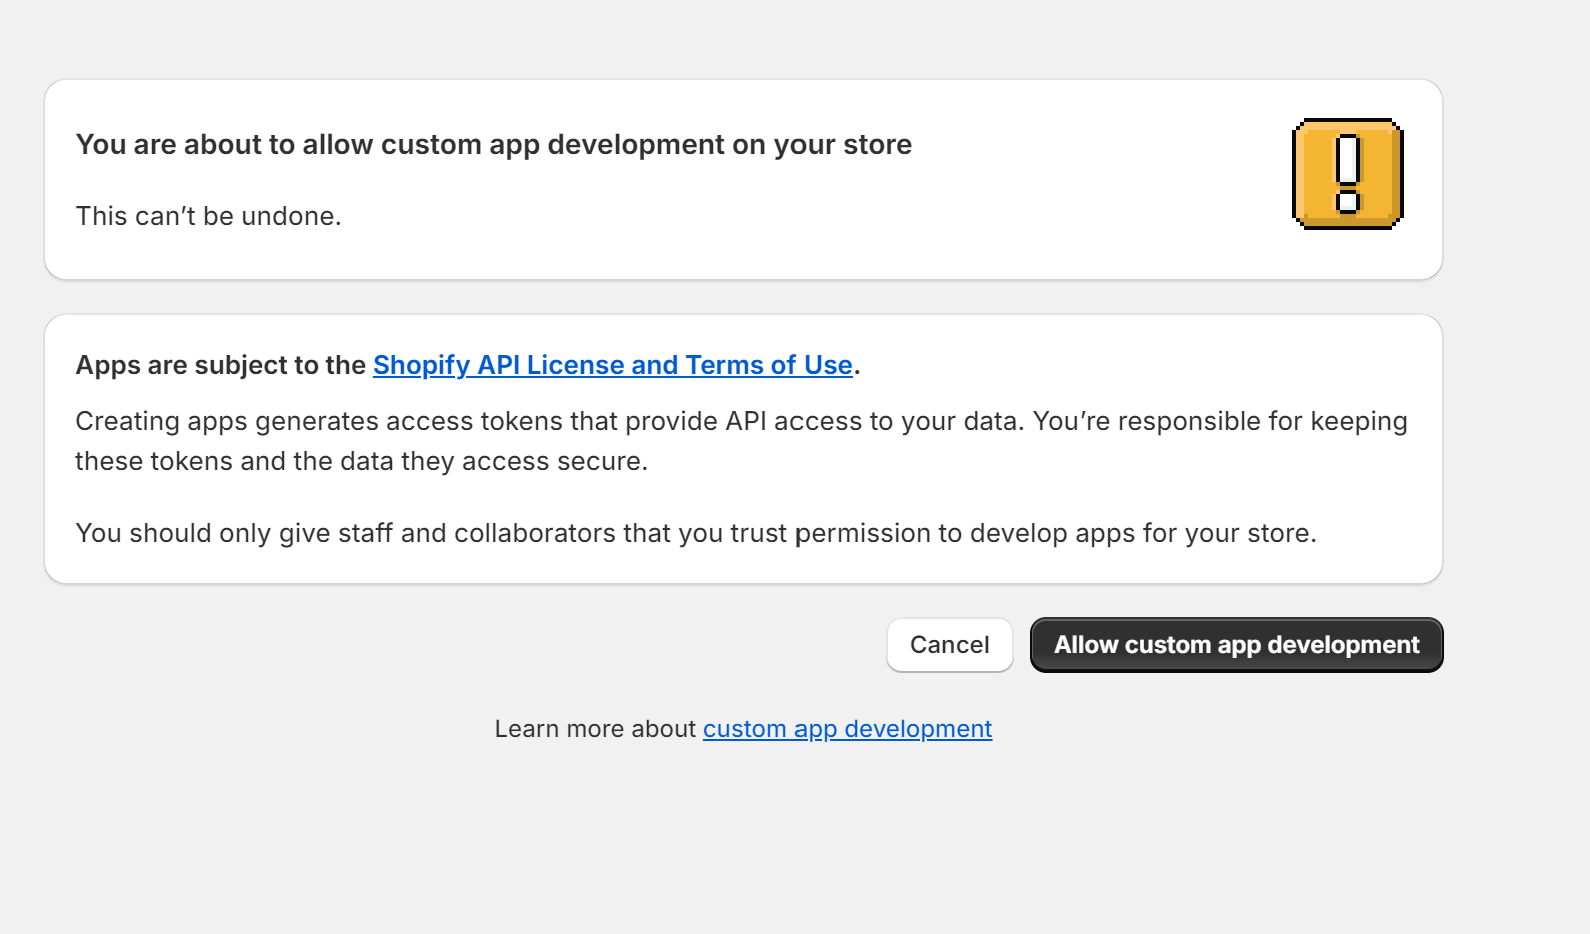 You are about to allow custom app development on your store
This can’t be undone.
Apps are subject to the Shopify API License and Terms of Use.
Creating apps generates access tokens that provide API access to your data. You’re responsible for keeping
these tokens and the data they access secure.
You should only give staff and collaborators that you trust permission to develop apps for your store.
Cancel
Allow custom app development
Learn more about custom app development